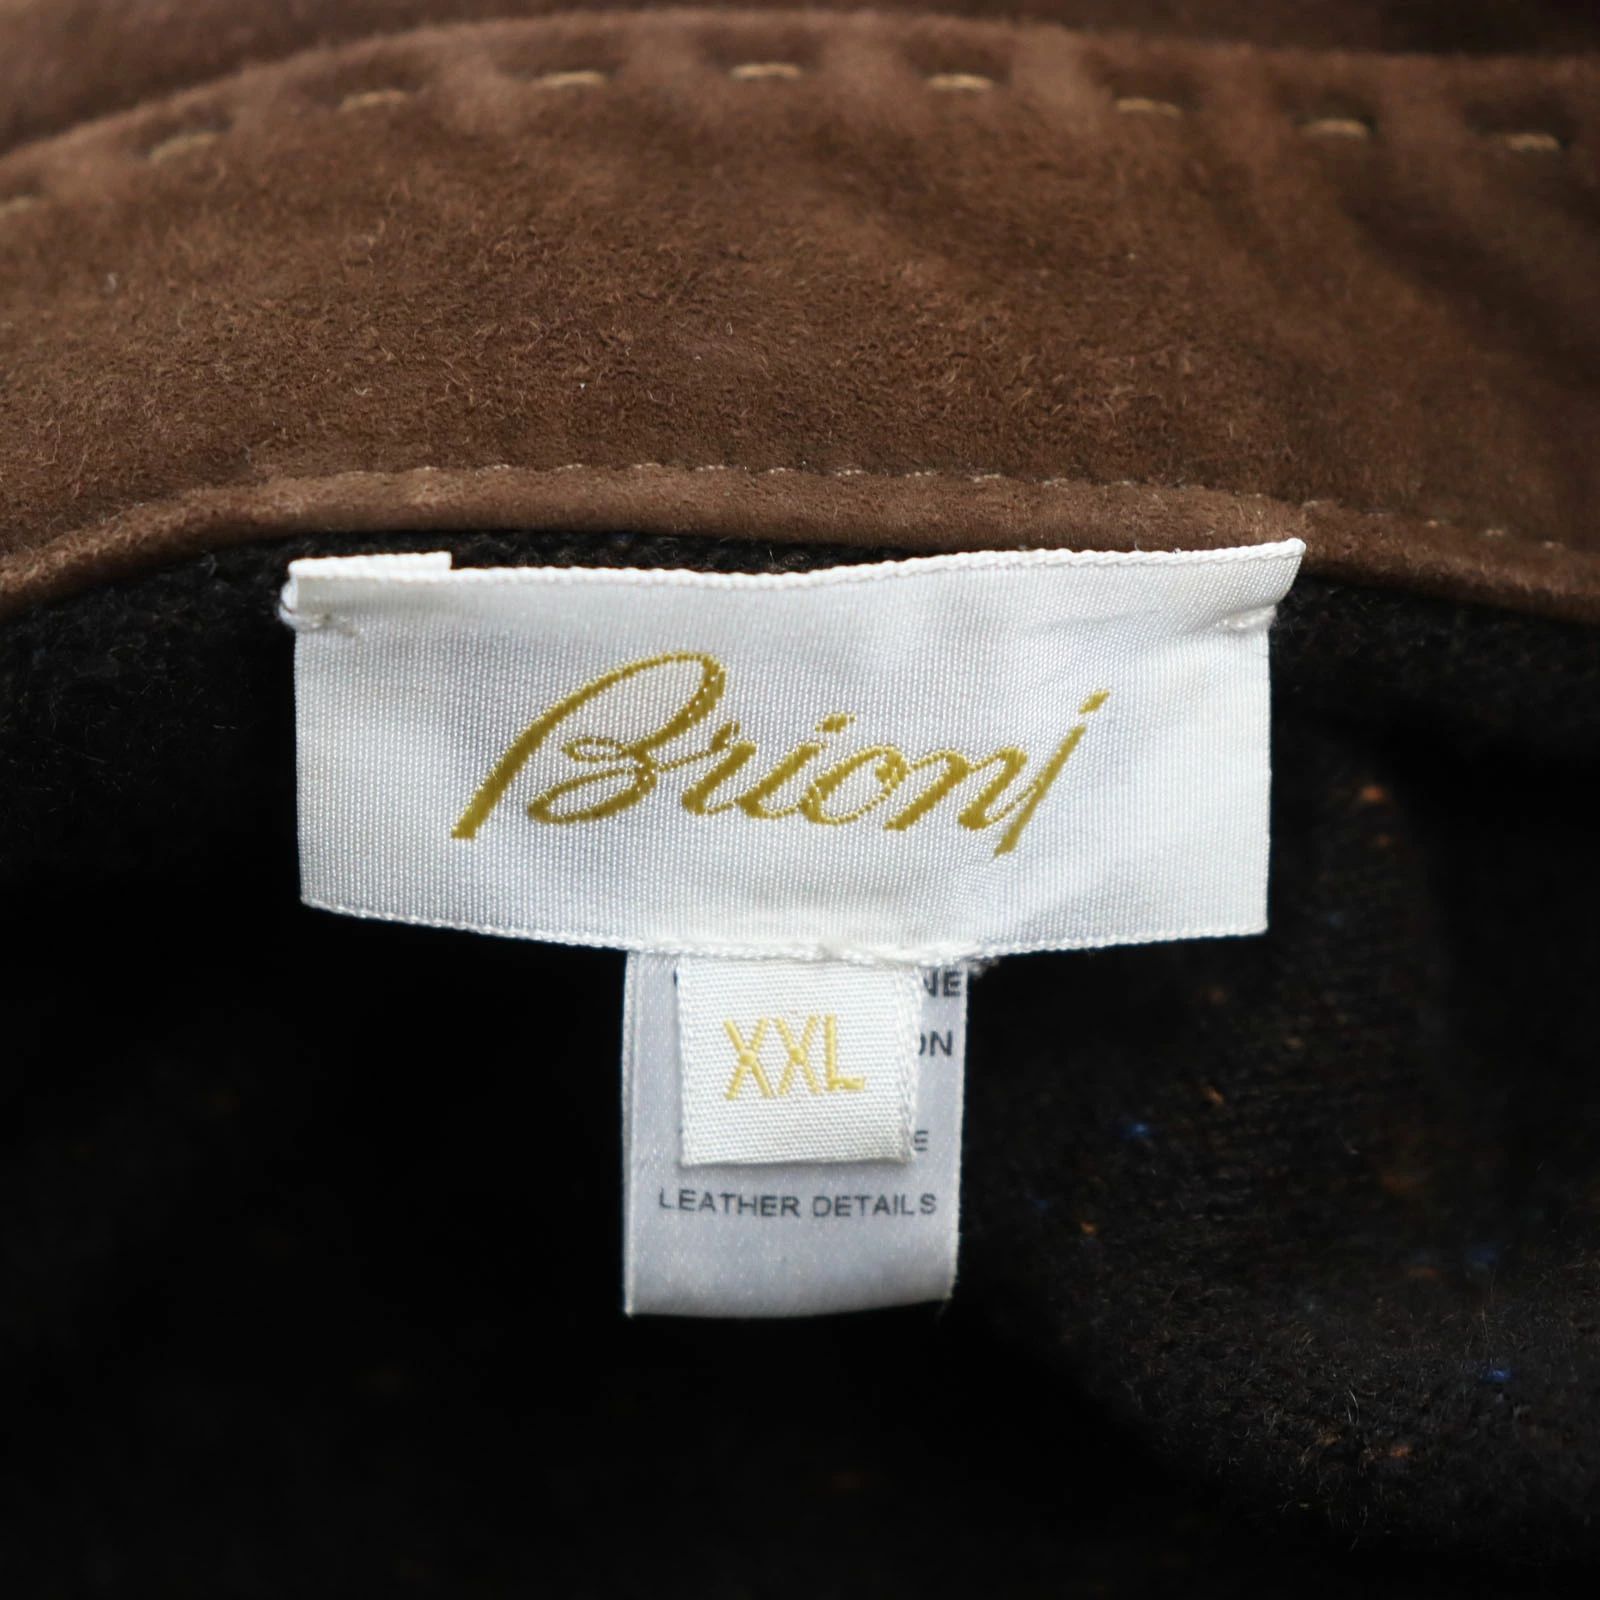 Brioni
XXL
LEATHER DETAILS